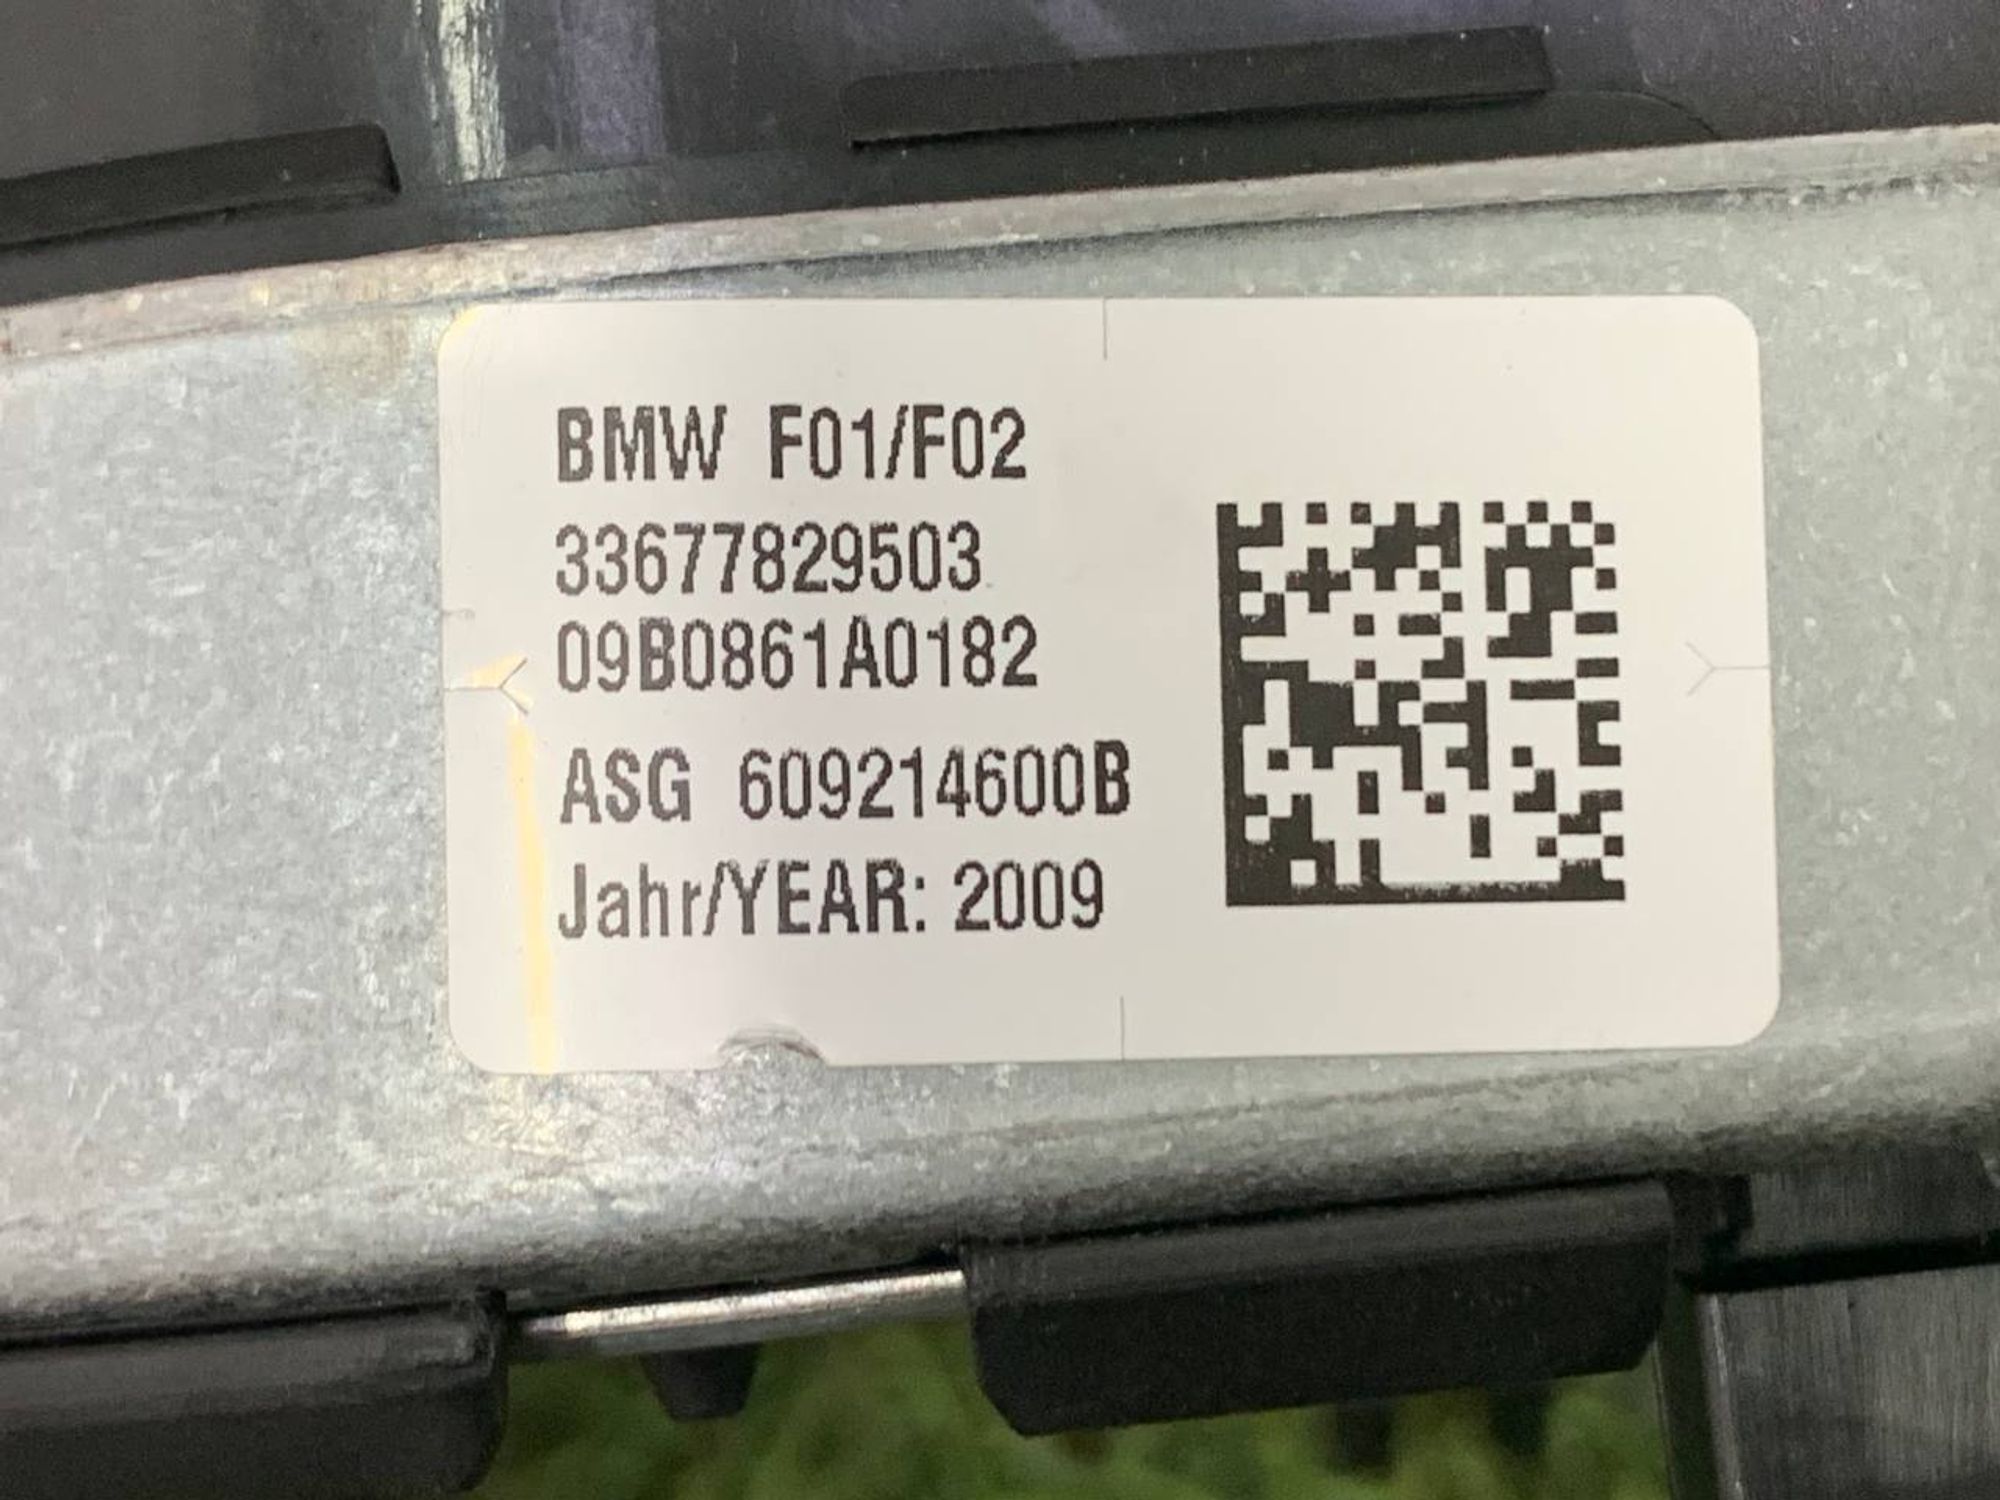 BMW F01/F02
33677829503
09B0861A0182
ASG 609214600B
Jahr/YEAR: 2009